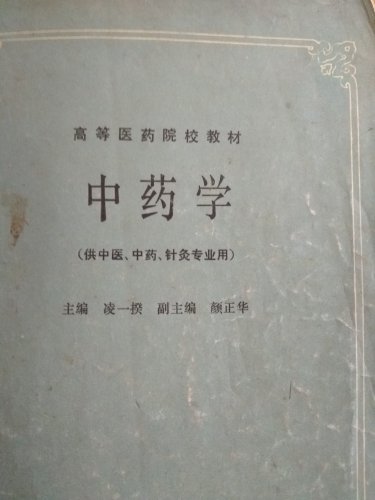 高等医药院校教材
中药学
（供中医、中药、针灸专业用）
主编 凌一揆 副主编 颜正华